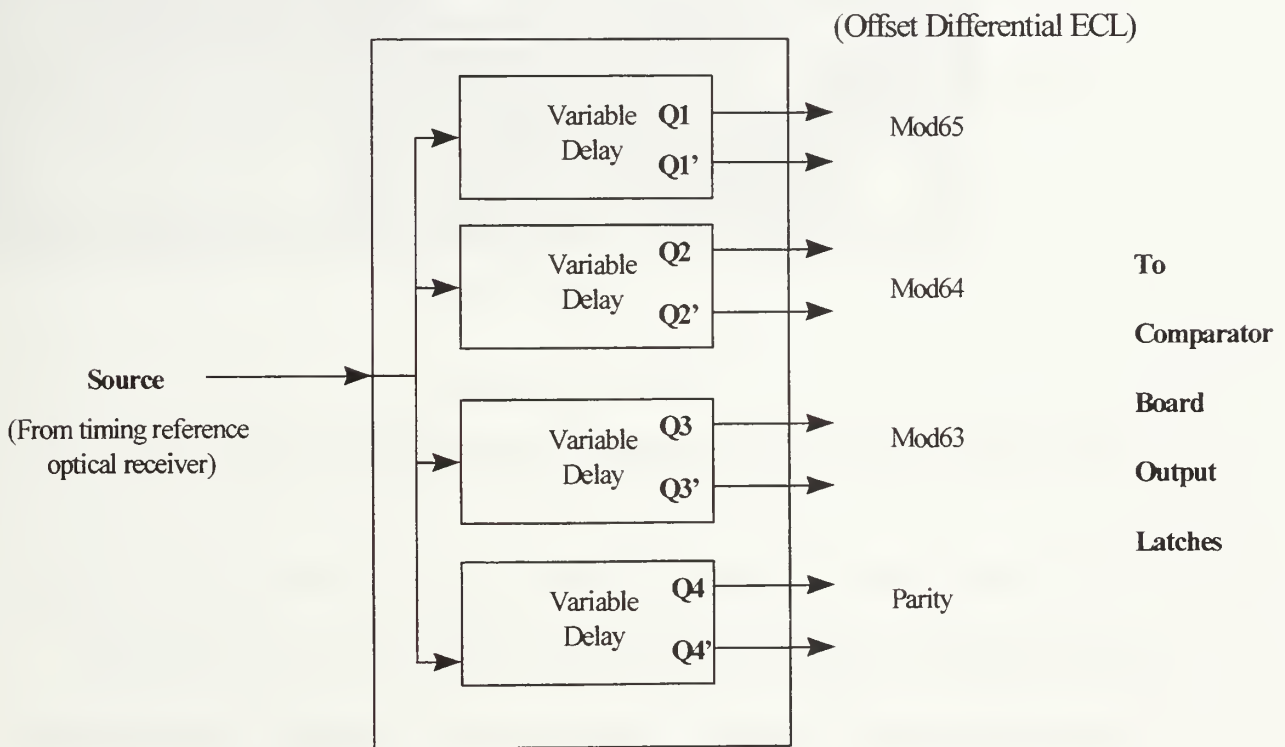 (Offset Differential ECL)
Variable
Delay
Q1
Q1'
Mod65
Variable
Delay
Q2
Q2'
Mod64
Source
(From timing reference
optical receiver)
Variable
Delay
Q3
Q3'
Mod63
Variable
Delay
Q4
Q4'
Parity
To
Comparator
Board
Output
Latches